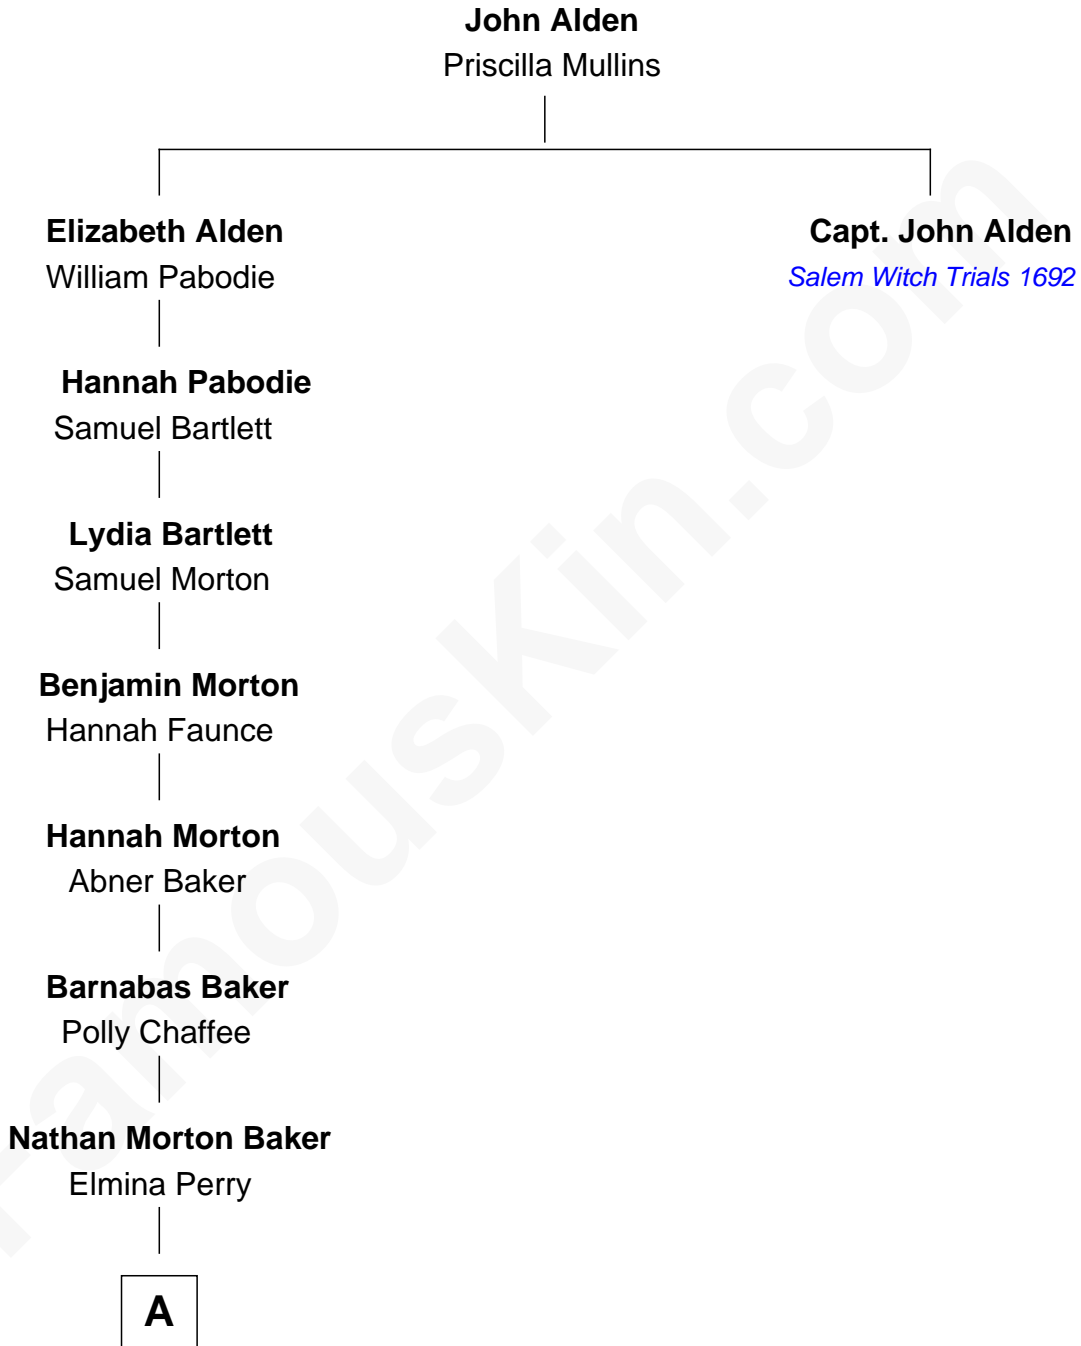 John Alden
Priscilla Mullins
Elizabeth Alden
William Pabodie
Capt. John Alden
Salem Witch Trials 1692
Hannah Pabodie
Samuel Bartlett
Lydia Bartlett
Samuel Morton
Benjamin Morton
Hannah Faunce
Hannah Morton
Abner Baker
Barnabas Baker
Polly Chaffee
Nathan Morton Baker
Elmina Perry
A
FamousKin.com